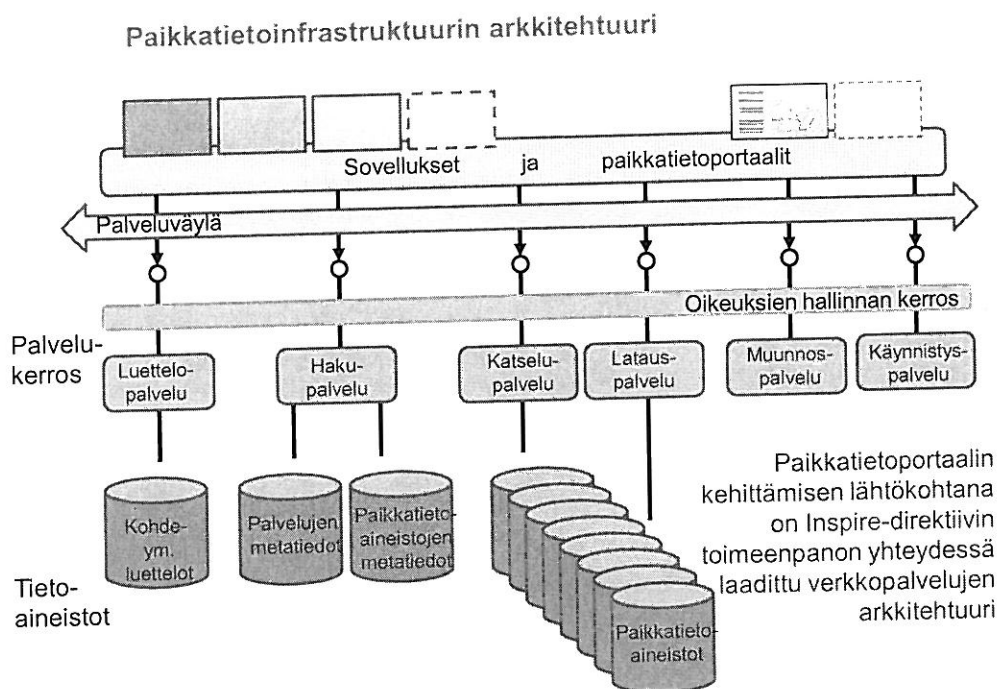 Paikkatietoinfrastruktuurin arkkitehtuuri
Sovellukset ja paikkatietoportaalit
Palveluväylä
Oikeuksien hallinnan kerros
Palvelu-
kerros
Luettelo-
palvelu
Haku-
palvelu
Katselu-
palvelu
Lataus-
palvelu
Muunnos-
palvelu
Käynnistys-
palvelu
Tieto-
aineistot
Kohde-
ym.
luettelot
Palvelujen
metatiedot
Paikkatieto-
aineistojen
metatiedot
Paikkatieto-
aineistot
Paikkatietoportaalin
kehittämisen lähtökohtana
on Inspire-direktiivin
toimeenpanon yhteydessä
laadittu verkkopalvelujen
arkkitehtuuri